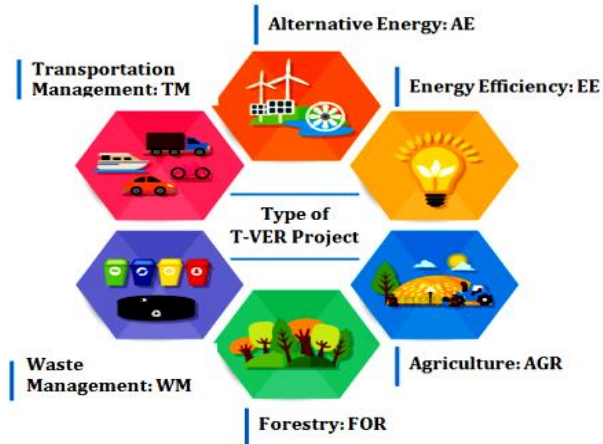 Alternative Energy: AE
Transportation
Management: TM
Energy Efficiency: EE
Type of
T-VER Project
Waste
Management: WM
Agriculture: AGR
Forestry: FOR